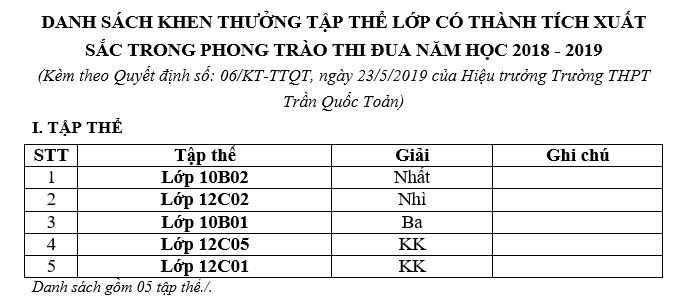 DANH SÁCH KHEN THƯỞNG TẬP THỂ LỚP CÓ THÀNH TÍCH XUẤT
SẮC TRONG PHONG TRÀO THI ĐUA NĂM HỌC 2018 - 2019
(Kèm theo Quyết định số: 06/KT-TTQT, ngày 23/5/2019 của Hiệu trưởng Trường THPT
Trần Quốc Toản)
I. TẬP THỂ
STT Tập thể Giải Ghi chú
1 Lớp 10B02 Nhất
2 Lớp 12C02 Nhì
3 Lớp 10B01 Ba
4 Lớp 12C05 KK
5 Lớp 12C01 KK
Danh sách gồm 05 tập thể./.